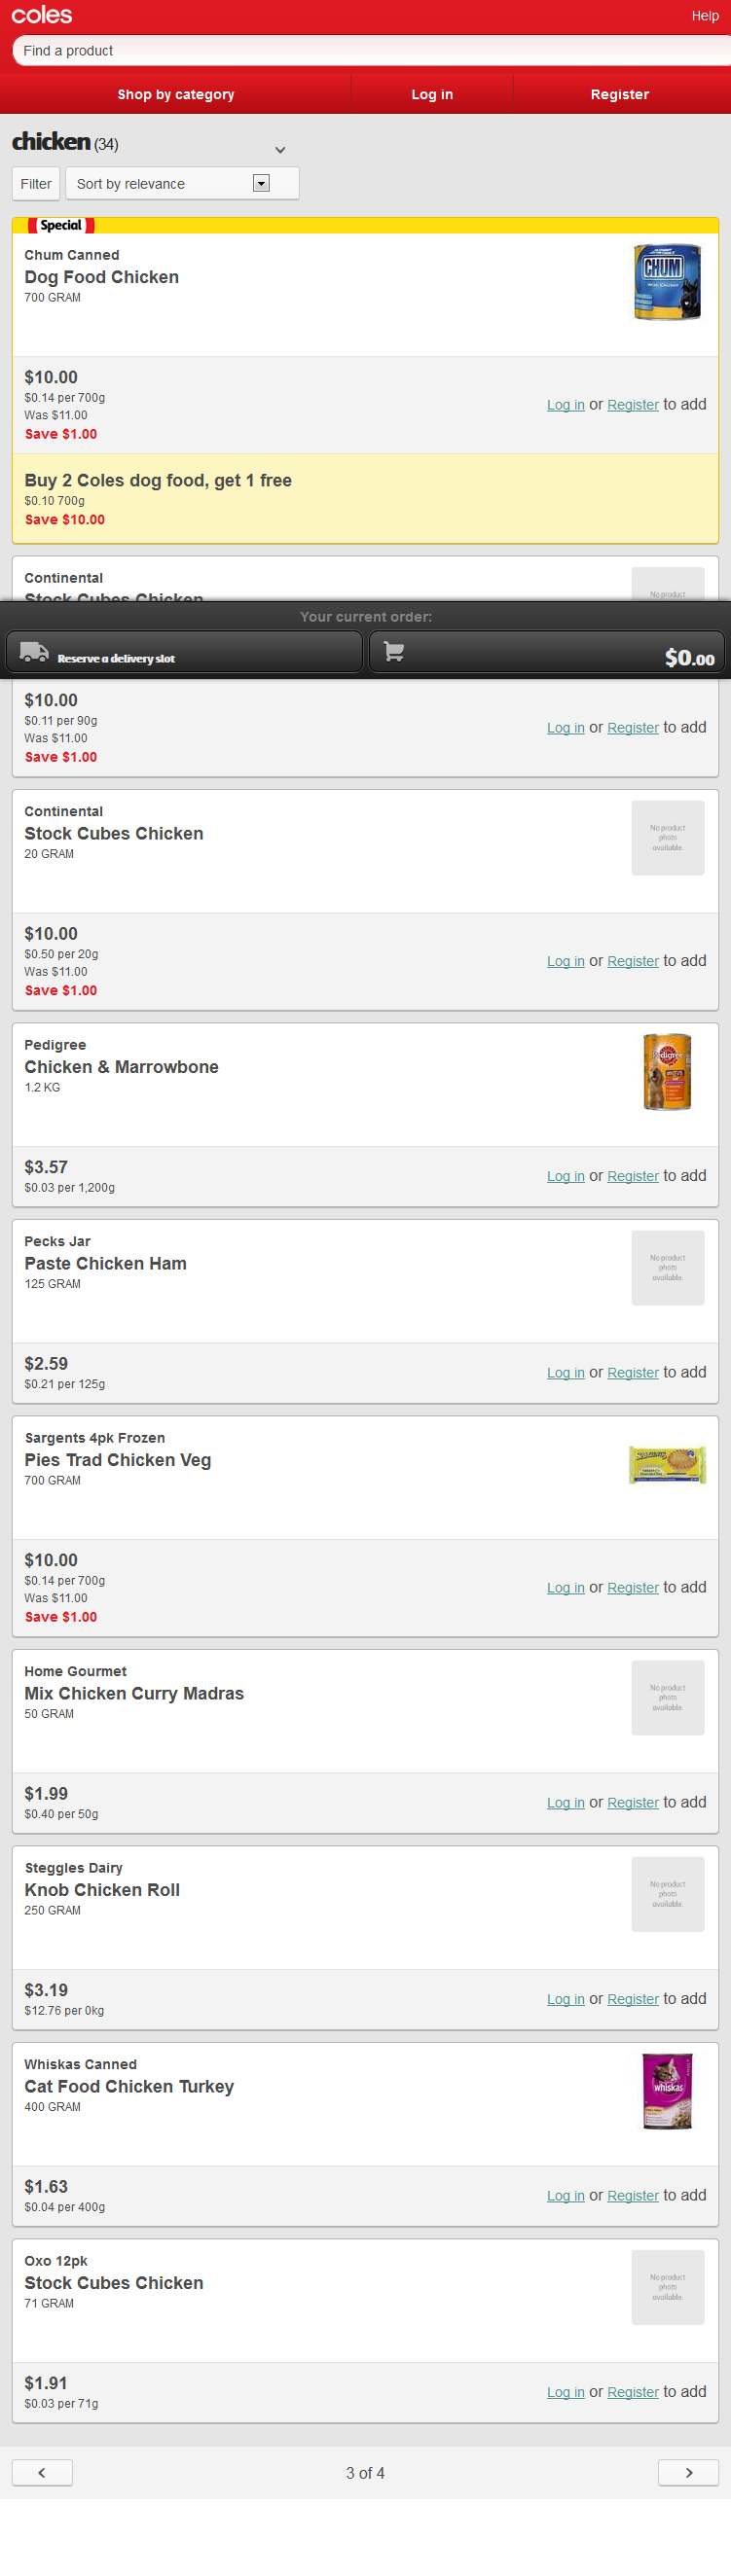 coles
Help
Find a product
Shop by category
Log in
Register
chicken (34)
Filter
Sort by relevance
Special
Chum Canned
Dog Food Chicken
700 GRAM
CHUM
With Chicken
$10.00
$0.14 per 700g
Was $11.00
Save $1.00
Log in or Register to add
Buy 2 Coles dog food, get 1 free
$0.10 700g
Save $10.00
Continental
Stock Cubes Chicken
No product
Your current order:
Reserve a delivery slot
$0.00
$10.00
$0.11 per 90g
Was $11.00
Save $1.00
Log in or Register to add
Continental
Stock Cubes Chicken
20 GRAM
No product
photo
available.
$10.00
$0.50 per 20g
Was $11.00
Save $1.00
Log in or Register to add
Pedigree
Chicken & Marrowbone
1.2 KG
Pedigree
$3.57
$0.03 per 1,200g
Log in or Register to add
Pecks Jar
Paste Chicken Ham
125 GRAM
No product
photo
available.
$2.59
$0.21 per 125g
Log in or Register to add
Sargents 4pk Frozen
Pies Trad Chicken Veg
700 GRAM
$10.00
$0.14 per 700g
Was $11.00
Save $1.00
Log in or Register to add
Home Gourmet
Mix Chicken Curry Madras
50 GRAM
No product
photo
available.
$1.99
$0.40 per 50g
Log in or Register to add
Steggles Dairy
Knob Chicken Roll
250 GRAM
No product
photo
available.
$3.19
$12.76 per 0kg
Log in or Register to add
Whiskas Canned
Cat Food Chicken Turkey
400 GRAM
whiskas
$1.63
$0.04 per 400g
Log in or Register to add
Oxo 12pk
Stock Cubes Chicken
71 GRAM
No product
photo
available.
$1.91
$0.03 per 71g
Log in or Register to add
3 of 4